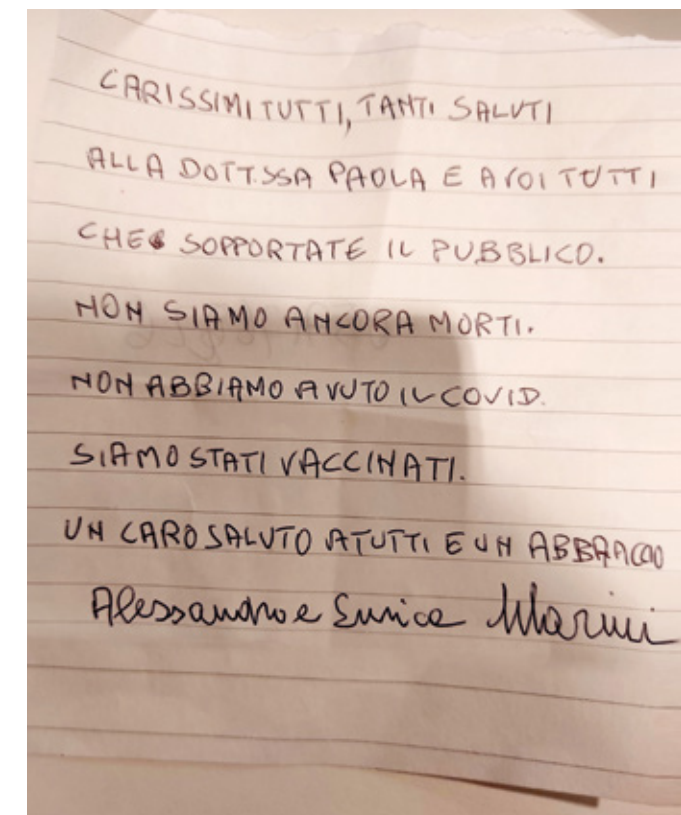 CARISSIMI TUTTI, TANTI SALUTI
ALLA DOTT.SSA PAOLA E A VOI TUTTI
CHE SOPPORTATE IL PUBBLICO.
NON SIAMO ANCORA MORTI.
NON ABBIAMO AVUTO IL COVID.
SIAMO STATI VACCINATI.
UN CARO SALUTO A TUTTI E UN ABBRACCIO
Alessandro e Enrica Marini